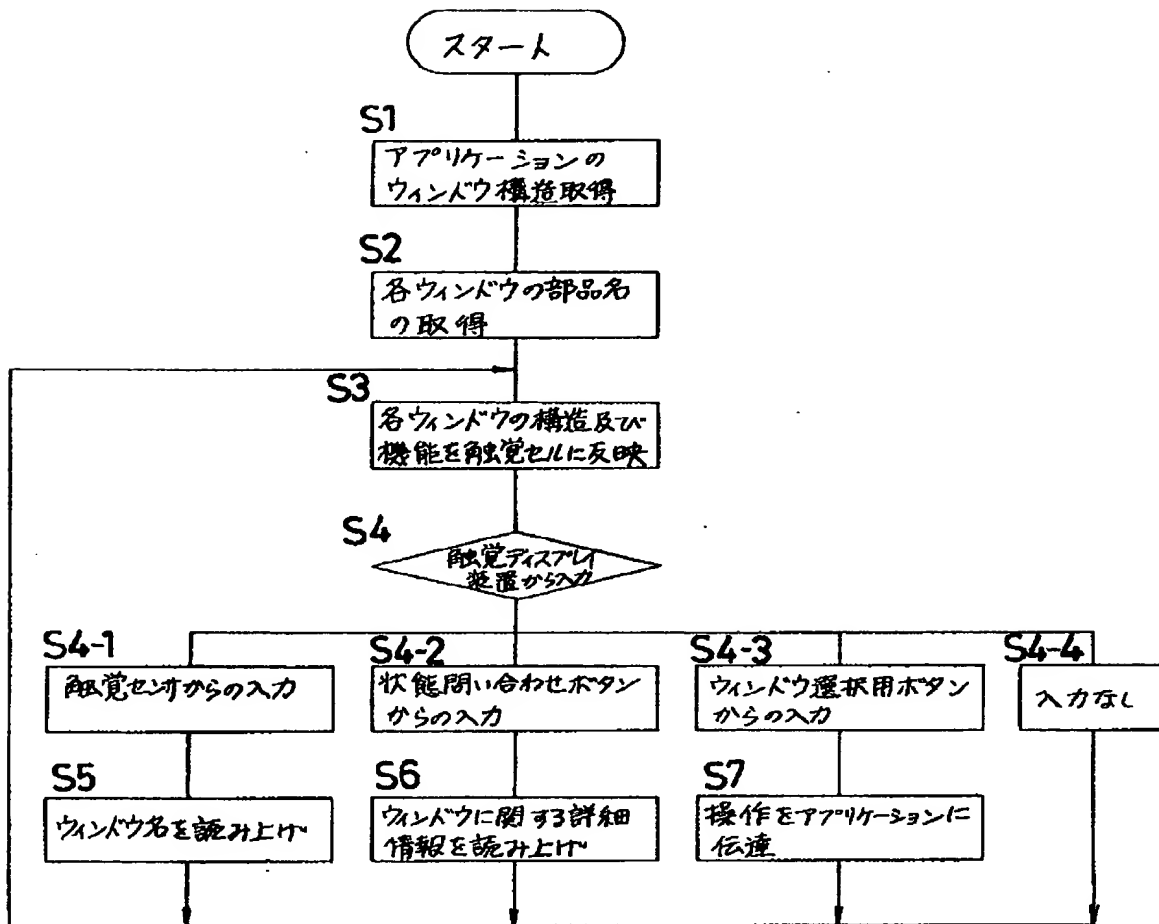 スタート
S1
アプリケーションの
ウィンドウ構造取得
S2
各ウィンドウの部品名
の取得
S3
各ウィンドウの構造及び
機能を触覚セルに反映
S4
触覚ディスプレイ
装置から入力
S4-1
触覚センサからの入力
S4-2
状態問い合わせボタン
からの入力
S4-3
ウィンドウ選択用ボタン
からの入力
S4-4
入力なし
S5
ウィンドウ名を読み上げ
S6
ウィンドウに関する詳細
情報を読み上げ
S7
操作をアプリケーションに
伝達